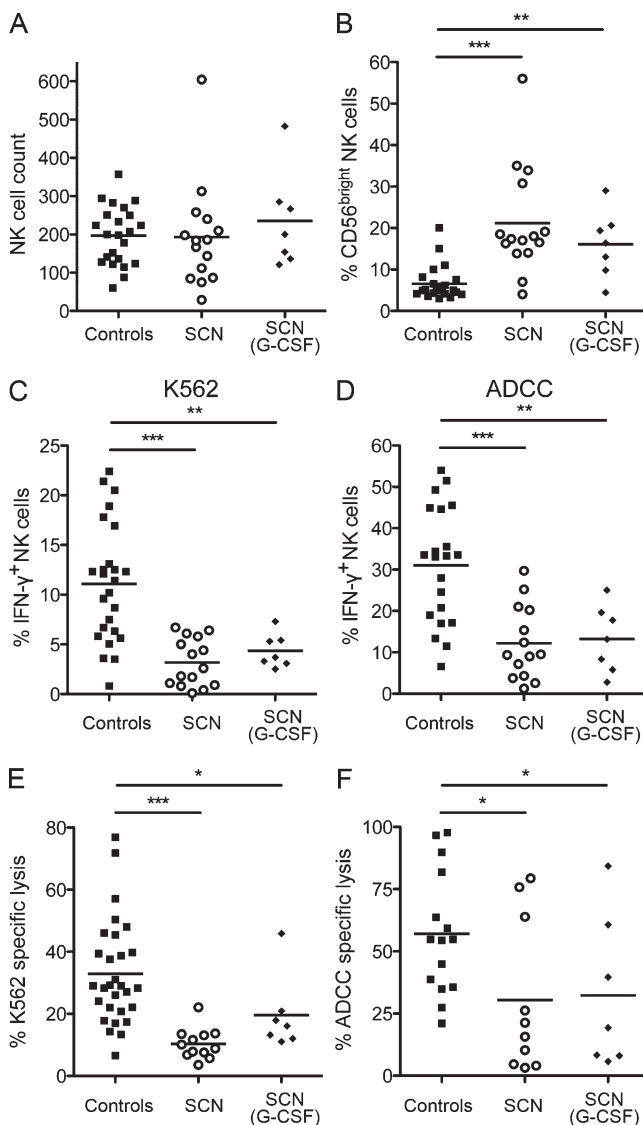 A
NK cell count
600
500
400
300
200
100
0
Controls
SCN
SCN
(G-CSF)
B
**
***
% CD56bright NK cells
60
50
40
30
20
10
0
Controls
SCN
SCN
(G-CSF)
C
K562
**
***
% IFN-γ+NK cells
25
20
15
10
5
0
Controls
SCN
SCN
(G-CSF)
D
ADCC
**
***
% IFN-γ+NK cells
60
50
40
30
20
10
0
Controls
SCN
SCN
(G-CSF)
E
*
***
% K562 specific lysis
80
60
40
20
0
Controls
SCN
SCN
(G-CSF)
F
*
*
% ADCC specific lysis
100
75
50
25
0
Controls
SCN
SCN
(G-CSF)